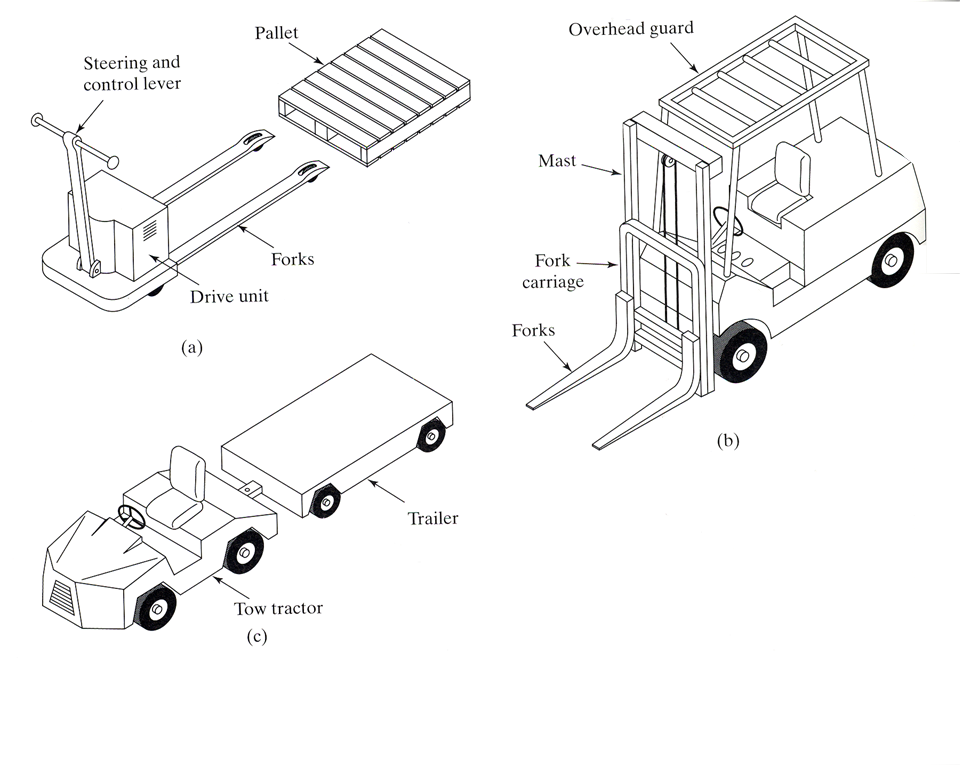 Pallet
Steering and
control lever
Forks
Drive unit
(a)
Overhead guard
Mast
Fork
carriage
Forks
(b)
Trailer
Tow tractor
(c)